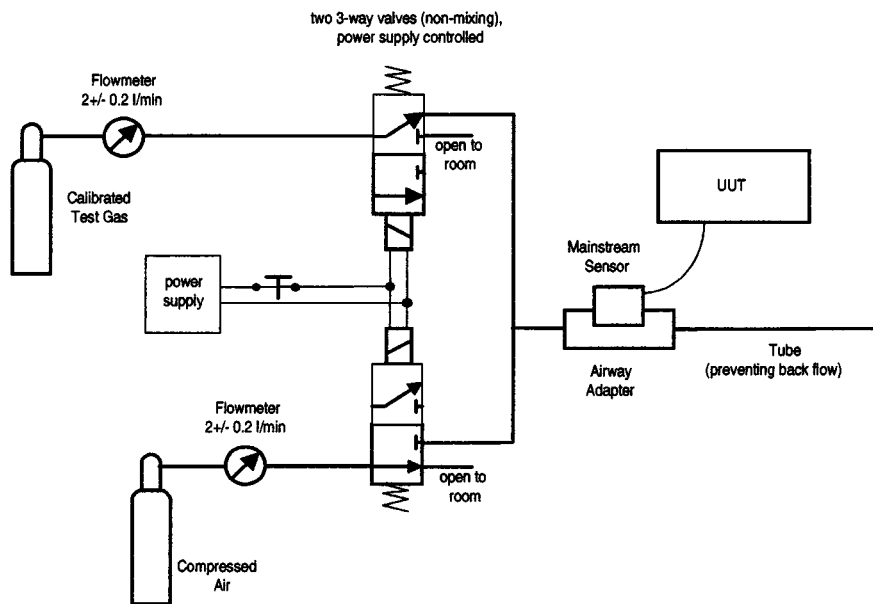 two 3-way valves (non-mixing),
power supply controlled
Flowmeter
2+/- 0.2 l/min
open to
room
Calibrated
Test Gas
UUT
Mainstream
Sensor
power
supply
Tube
(preventing back flow)
Airway
Adapter
Flowmeter
2+/- 0.2 l/min
open to
room
Compressed
Air